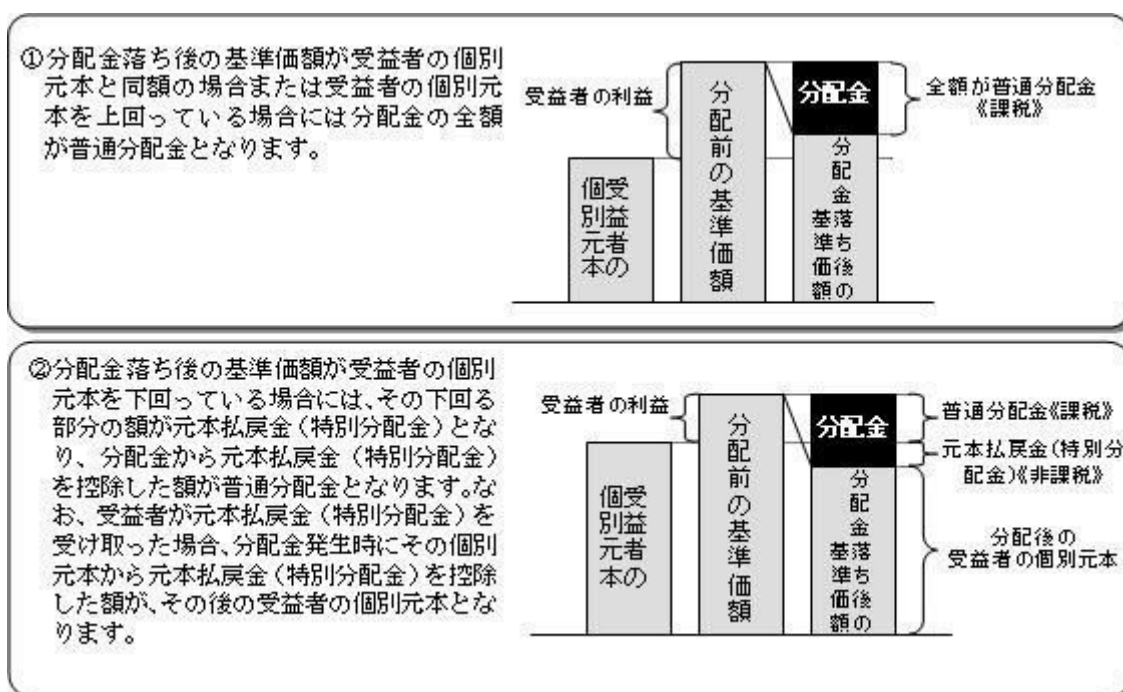 ①分配金落ち後の基準価額が受益者の個別
元本と同額の場合または受益者の個別元
本を上回っている場合には分配金の全額
が普通分配金となります。
受益者の利益
受益者の
個別元本
分配前の基準価額
分配金
分配金落ち後の
基準価額
全額が普通分配金
《課税》
②分配金落ち後の基準価額が受益者の個別
元本を下回っている場合には、その下回る
部分の額が元本払戻金（特別分配金）とな
り、分配金から元本払戻金（特別分配金）
を控除した額が普通分配金となります。な
お、受益者が元本払戻金（特別分配金）を
受け取った場合、分配金発生時にその個別
元本から元本払戻金（特別分配金）を控除
した額が、その後の受益者の個別元本とな
ります。
受益者の利益
受益者の
個別元本
分配前の基準価額
分配金
分配金落ち後の
基準価額
普通分配金《課税》
元本払戻金(特別分
配金)《非課税》
分配後の
受益者の個別元本